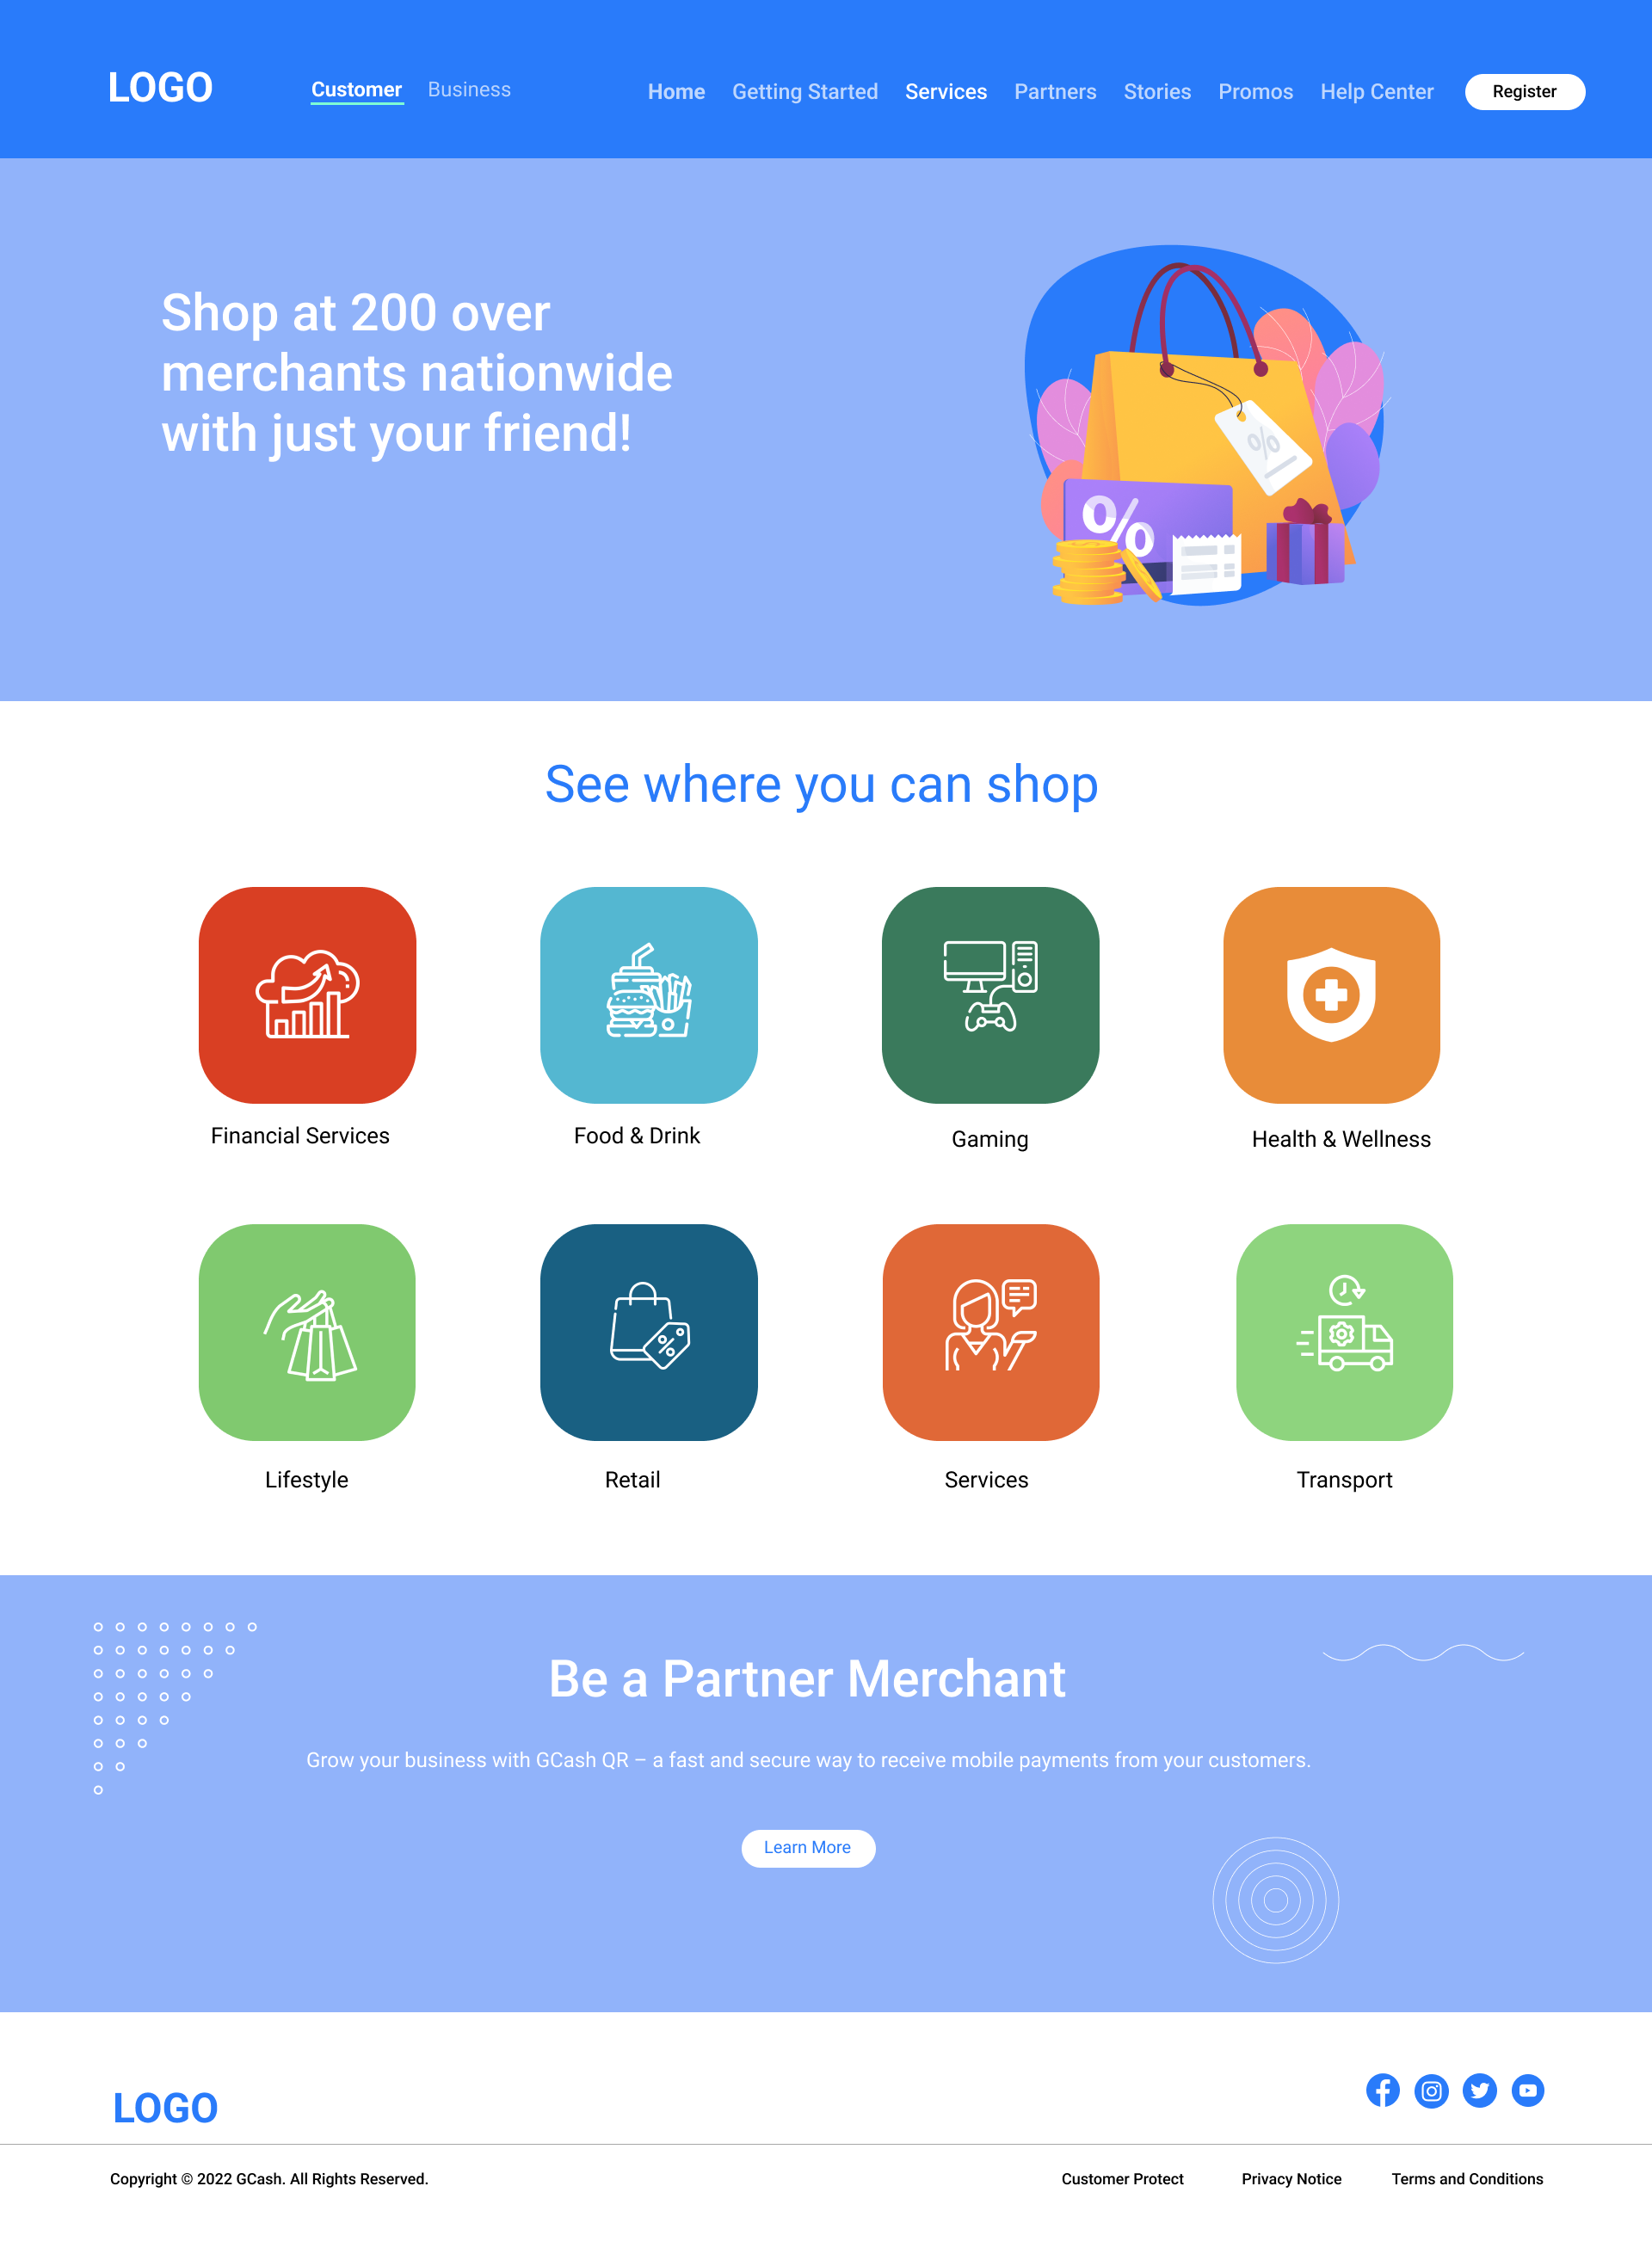 LOGO
Customer
Business
Home
Getting Started
Services
Partners
Stories
Promos
Help Center
Register
Shop at 200 over
merchants nationwide
with just your friend!
%
%
See where you can shop
Financial Services
Food & Drink
Gaming
Health & Wellness
Lifestyle
Retail
Services
Transport
Be a Partner Merchant
Grow your business with GCash QR – a fast and secure way to receive mobile payments from your customers.
Learn More
LOGO
Copyright © 2022 GCash. All Rights Reserved.
Customer Protect
Privacy Notice
Terms and Conditions